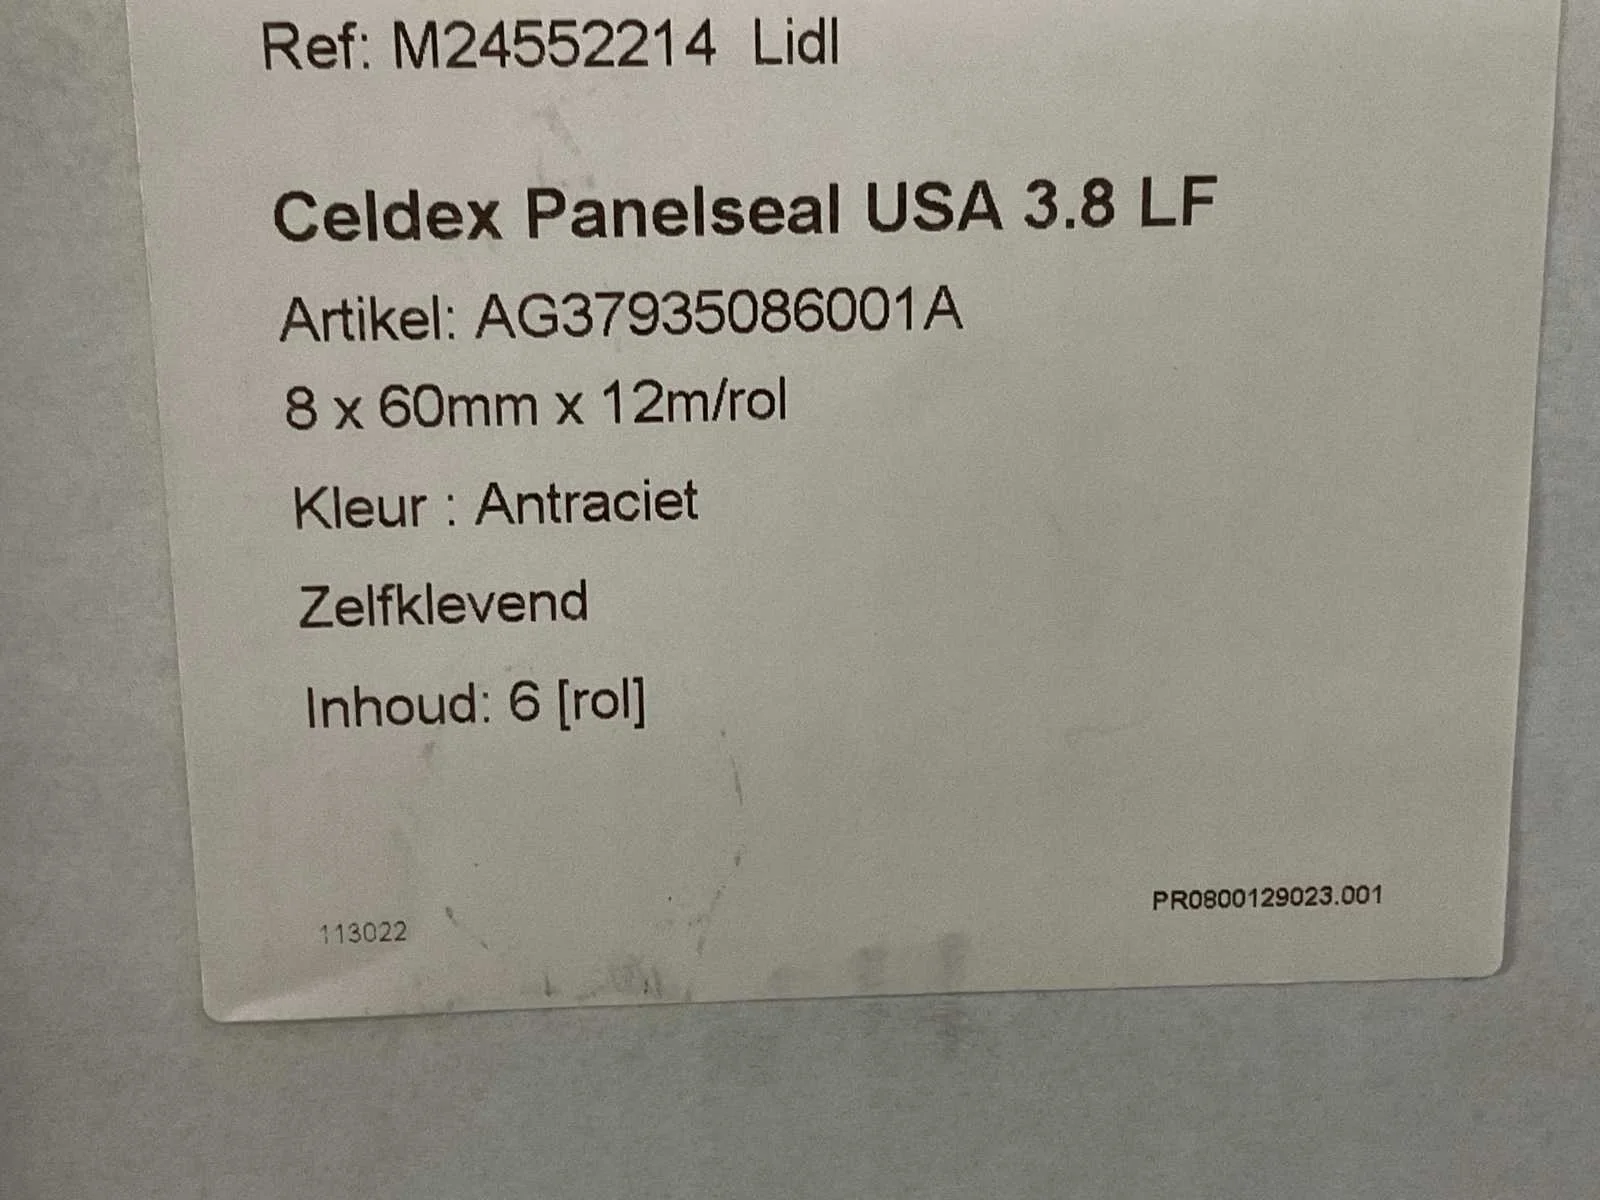 Ref: M24552214 Lidl
Celdex Panelseal USA 3.8 LF
Artikel: AG37935086001A
8 x 60mm x 12m/rol
Kleur : Antraciet
Zelfklevend
Inhoud: 6 [rol]
PR0800129023.001
113022